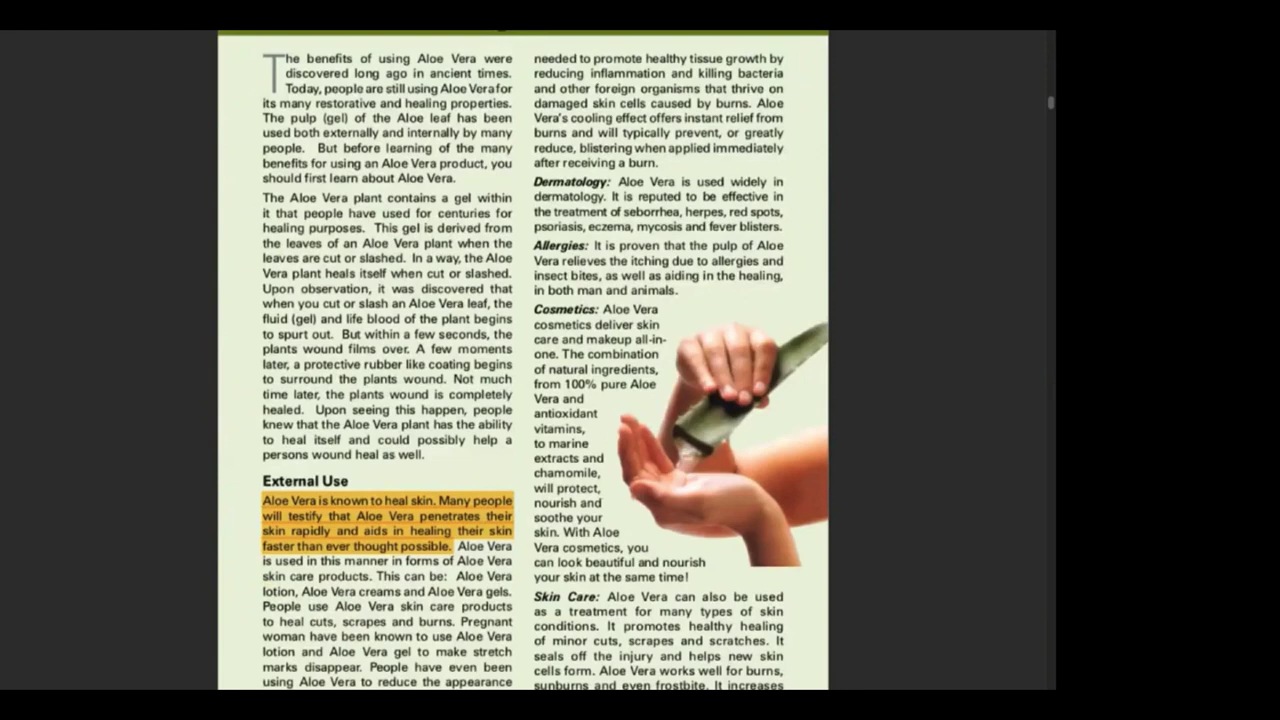 The benefits of using Aloe Vera were
discovered long ago in ancient times.
Today, people are still using Aloe Vera for
its many restorative and healing properties.
The pulp (gel) of the Aloe leaf has been
used both externally and internally by many
people. But before learning of the many
benefits for using an Aloe Vera product, you
should first learn about Aloe Vera.
The Aloe Vera plant contains a gel within
it that people have used for centuries for
healing purposes. This gel is derived from
the leaves of an Aloe Vera plant when the
leaves are cut or slashed. In a way, the Aloe
Vera plant heals itself when cut or slashed.
Upon observation, it was discovered that
when you cut or slash an Aloe Vera leaf, the
fluid (gel) and life blood of the plant begins
to spurt out. But within a few seconds, the
plants wound films over. A few moments
later, a protective rubber like coating begins
to surround the plants wound. Not much
time later, the plants wound is completely
healed. Upon seeing this happen, people
knew that the Aloe Vera plant has the ability
to heal itself and could possibly help a
persons wound heal as well.
External Use
Aloe Vera is known to heal skin. Many people
will testify that Aloe Vera penetrates their
skin rapidly and aids in healing their skin
faster than ever thought possible. Aloe Vera
is used in this manner in forms of Aloe Vera
skin care products. This can be: Aloe Vera
lotion, Aloe Vera creams and Aloe Vera gels.
People use Aloe Vera skin care products
to heal cuts, scrapes and burns. Pregnant
woman have been known to use Aloe Vera
lotion and Aloe Vera gel to make stretch
marks disappear. People have even been
using Aloe Vera to reduce the appearance
needed to promote healthy tissue growth by
reducing inflammation and killing bacteria
and other foreign organisms that thrive on
damaged skin cells caused by burns. Aloe
Vera's cooling effect offers instant relief from
burns and will typically prevent, or greatly
reduce, blistering when applied immediately
after receiving a burn.
Dermatology: Aloe Vera is used widely in
dermatology. It is reputed to be effective in
the treatment of seborrhea, herpes, red spots,
psoriasis, eczema, mycosis and fever blisters.
Allergies: It is proven that the pulp of Aloe
Vera relieves the itching due to allergies and
insect bites, as well as aiding in the healing,
in both man and animals.
Cosmetics: Aloe Vera
cosmetics deliver skin
care and makeup all-in-
one. The combination
of natural ingredients,
from 100% pure Aloe
Vera and
antioxidant
vitamins,
to marine
extracts and
chamomile,
will protect,
nourish and
soothe your
skin. With Aloe
Vera cosmetics, you
can look beautiful and nourish
your skin at the same time!
Skin Care: Aloe Vera can also be used
as a treatment for many types of skin
conditions. It promotes healthy healing
of minor cuts, scrapes and scratches. It
seals off the injury and helps new skin
cells form. Aloe Vera works well for burns,
sunburns and even frostbite. It increases